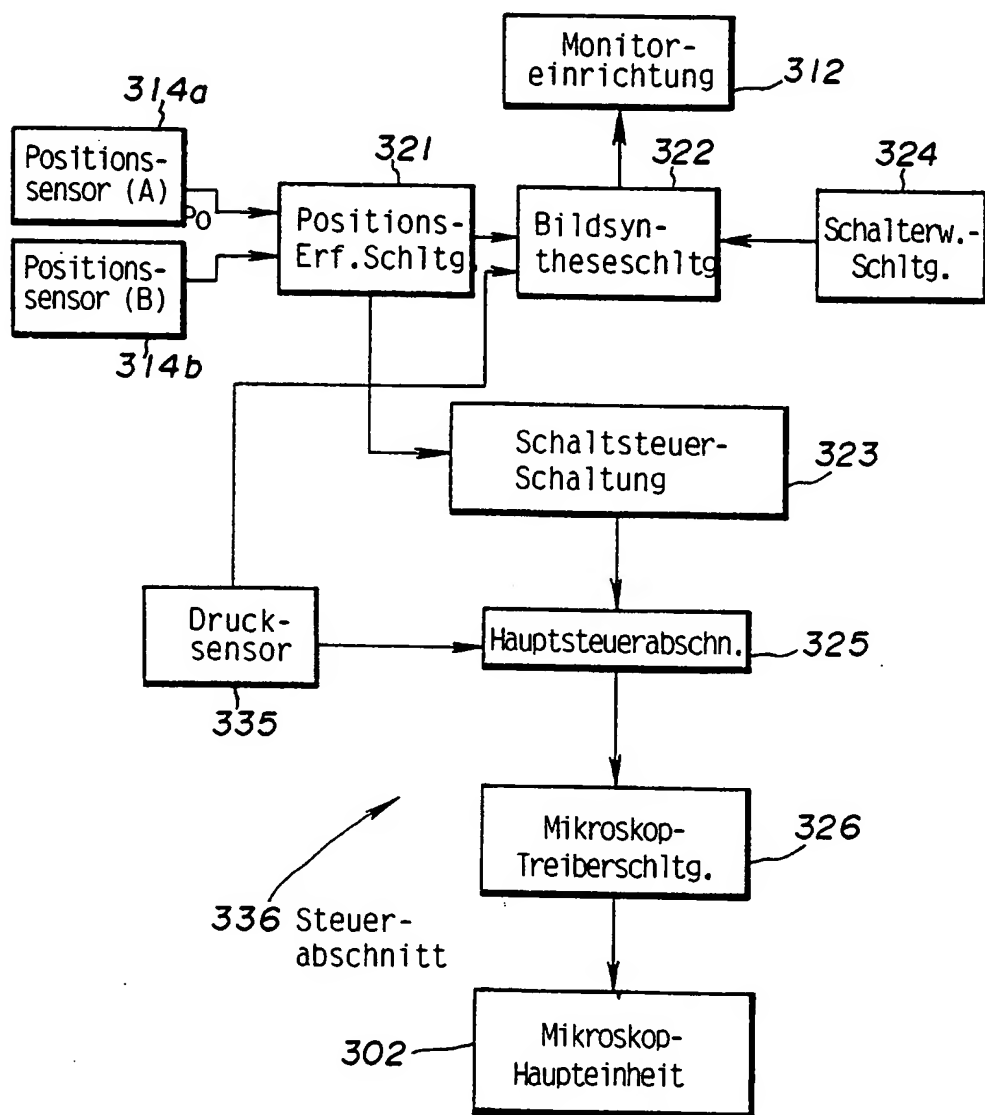 Monitor-
einrichtung
312
314a
Positions-
sensor (A)
PO
321
Positions-
Erf.Schltg.
322
Bildsyn-
theseschltg
324
Schalterw.-
Schltg.
Positions-
sensor (B)
314b
Schaltsteuer-
Schaltung
323
Druck-
sensor
335
Hauptsteuerabschn.
325
Mikroskop-
Treiberschltg.
326
336 Steuer-
abschnitt
Mikroskop-
Haupteinheit
302